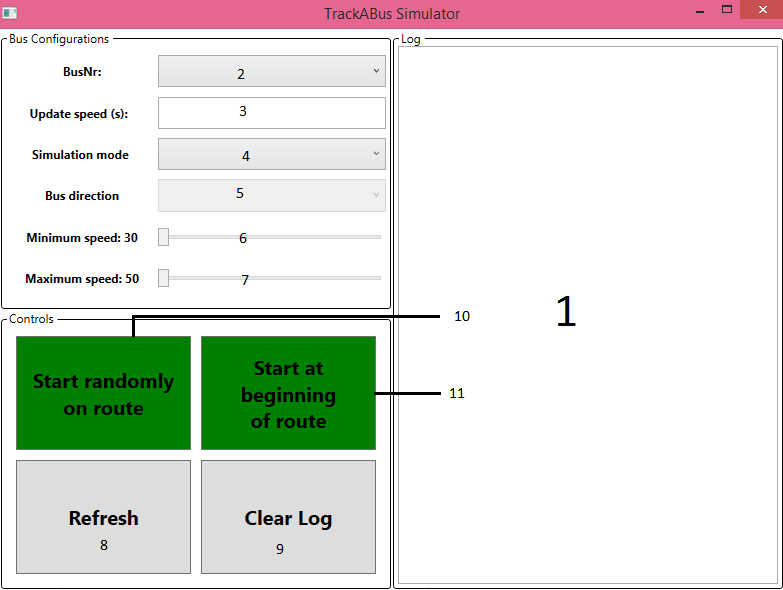 TrackABus Simulator
Bus Configurations
BusNr:
2
Update speed (s):
3
Simulation mode
4
Bus direction
5
Minimum speed: 30
6
Maximum speed: 50
7
Controls
Start randomly
on route
Start at
beginning
of route
Refresh
8
Clear Log
9
Log
1
10
11